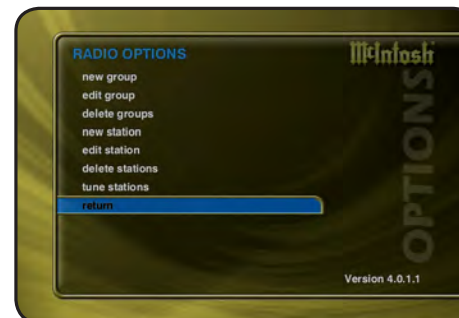 RADIO OPTIONS
McIntosh
new group
edit group
delete groups
new station
edit station
delete stations
tune stations
return
OPTIONS
Version 4.0.1.1